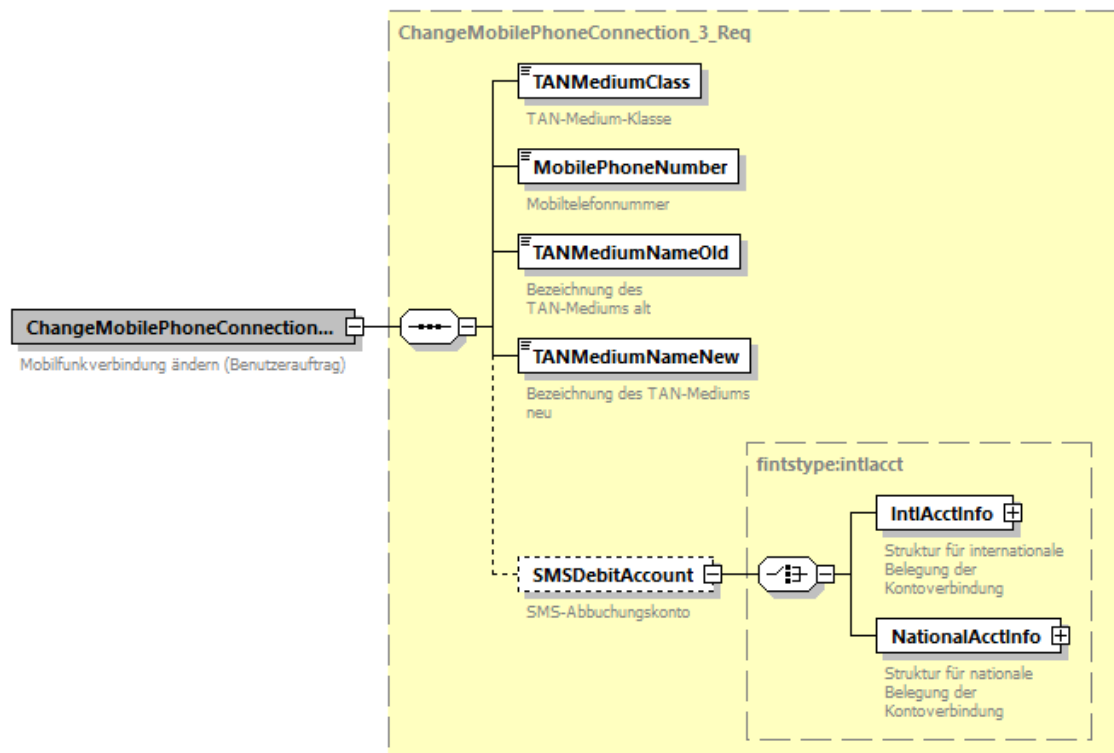 ChangeMobilePhoneConnection_3_Req
TANMediumClass
TAN-Medium-Klasse
MobilePhoneNumber
Mobiltelefonnummer
TANMediumNameOld
Bezeichnung des
TAN-Mediums alt
ChangeMobilePhoneConnection...
Mobilfunkverbindung ändern (Benutzerauftrag)
TANMediumNameNew
Bezeichnung des TAN-Mediums
neu
fintstype:intlacct
IntlAcctInfo
Struktur für internationale
Belegung der
Kontoverbindung
SMSDebitAccount
SMS-Abbuchungskonto
NationalAcctInfo
Struktur für nationale
Belegung der
Kontoverbindung